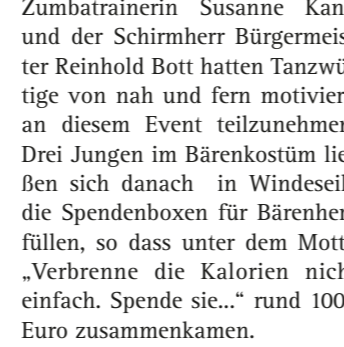 Zumbatrainerin Susanne Kan
und der Schirmherr Bürgermeis
ter Reinhold Bott hatten Tanzwü
tige von nah und fern motivier
an diesem Event teilzunehmen
Drei Jungen im Bärenkostüm lie
ßen sich danach in Windeseil
die Spendenboxen für Bärenher
füllen, so dass unter dem Mott
„Verbrenne die Kalorien nich
einfach. Spende sie...“ rund 100
Euro zusammenkamen.